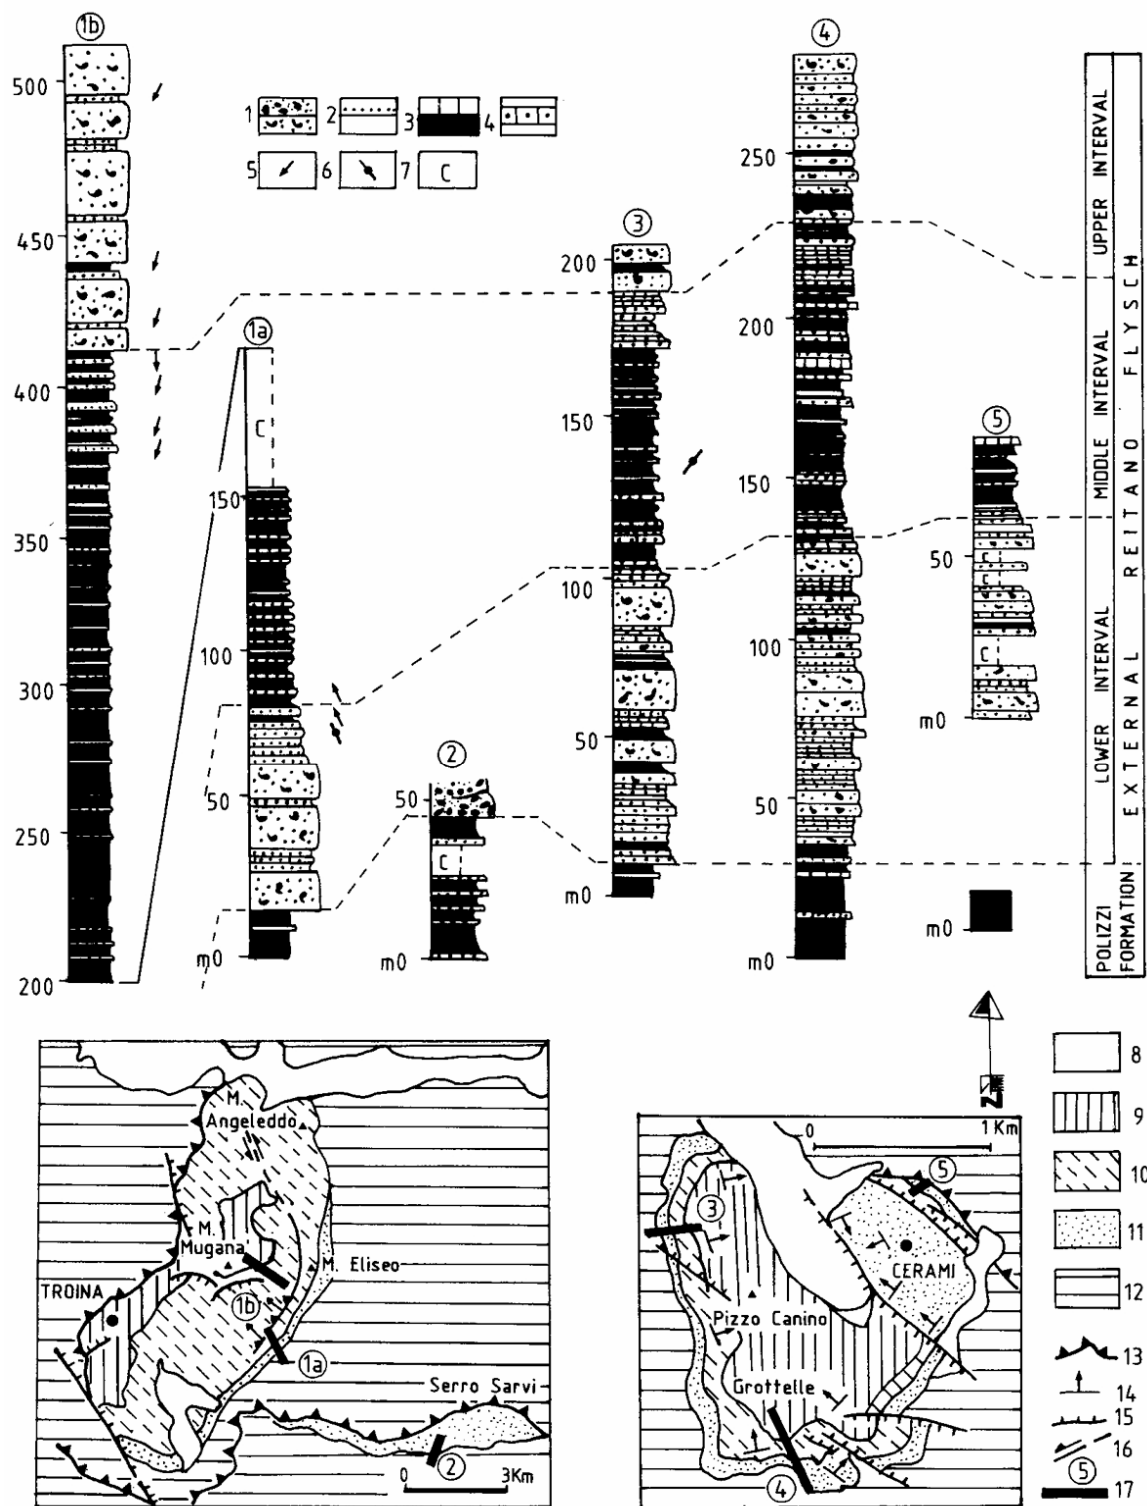 1b
500
450
400
350
300
250
200
1 2 3 4
5 6 7 C
1a
C
150
100
50
m0
2
50
C
m0
3
200
150
100
50
m0
4
250
200
150
100
50
m0
5
50
C
C
C
m0
m0
UPPER INTERVAL
MIDDLE INTERVAL
LOWER INTERVAL
EXTERNAL REITANO FLYSCH
POLIZZI
FORMATION
M.
Angeleddo
M.
Mugana
M. Eliseo
TROINA
1b
1a
Serro Sarvi
2
0 3Km
N
0 1Km
5
3
CERAMI
Pizzo Canino
Grottelle
4
8
9
10
11
12
13
14
15
16
5
17